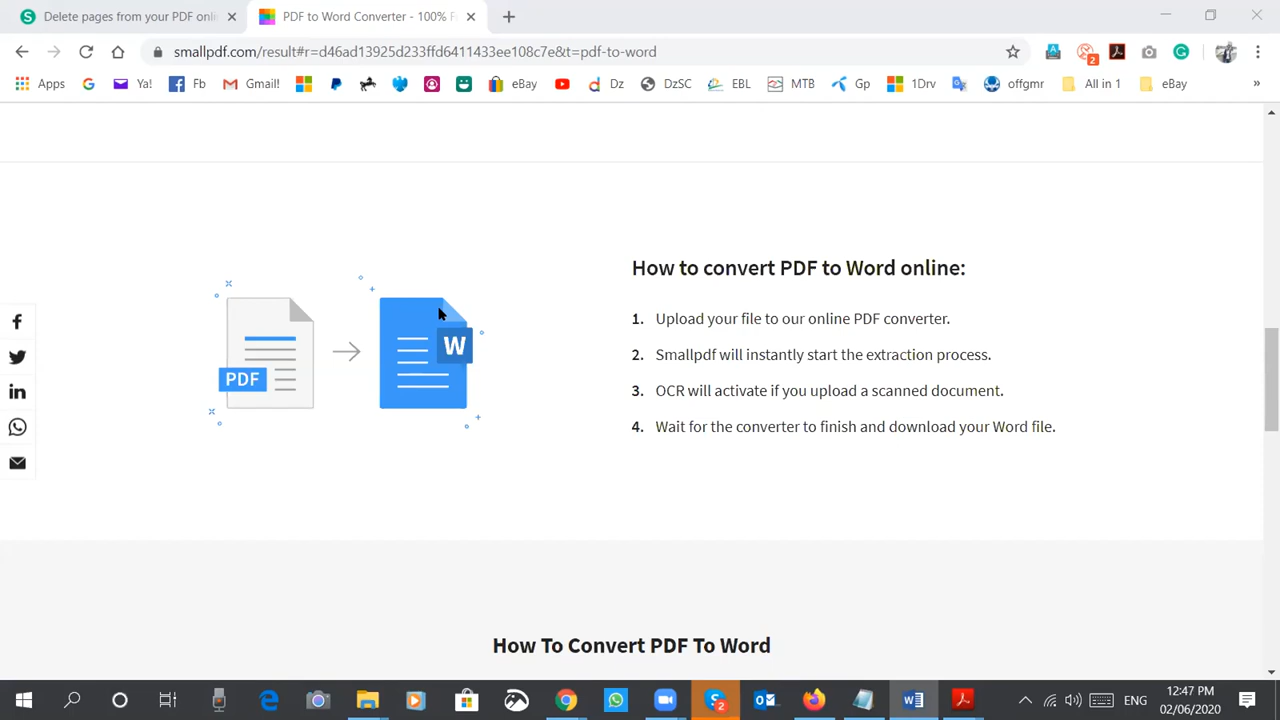 Delete pages from your PDF onli
PDF to Word Converter - 100% F
smallpdf.com/result#r=d46ad13925d233ffd6411433ee108c7e&t=pdf-to-word
2
Apps
Ya!
Fb
Gmail!
eBay
Dz
DzSC
EBL
MTB
Gp
1Drv
offgmr
All in 1
eBay
»
How to convert PDF to Word online:
1. Upload your file to our online PDF converter.
2. Smallpdf will instantly start the extraction process.
3. OCR will activate if you upload a scanned document.
4. Wait for the converter to finish and download your Word file.
PDF
W
How To Convert PDF To Word
2
ENG
12:47 PM
02/06/2020